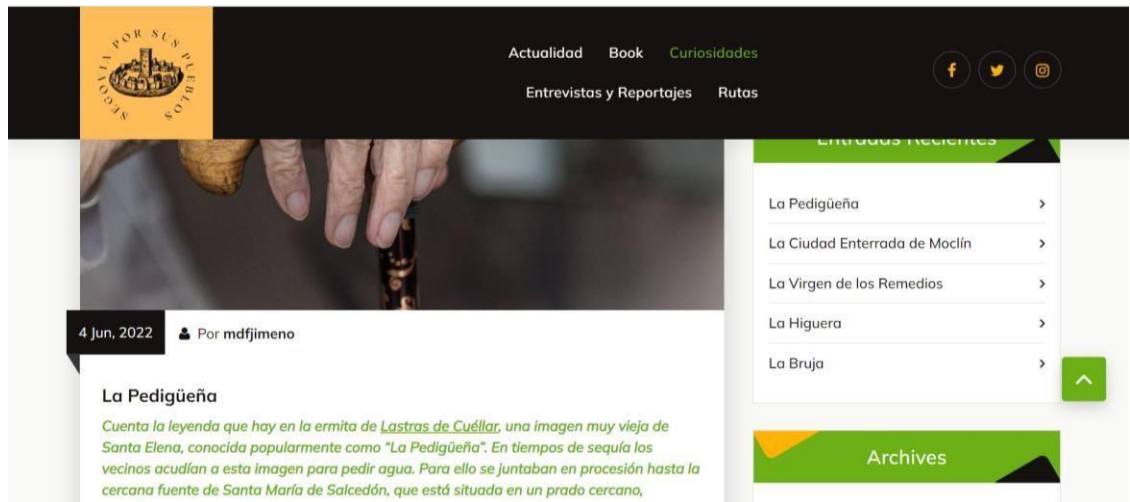 SEGOVIA POR SUS PUEBLOS
Actualidad Book Curiosidades
Entrevistas y Reportajes Rutas
Entradas Recientes
La Pedigüeña
La Ciudad Enterrada de Moclín
La Virgen de los Remedios
La Higuera
La Bruja
4 Jun, 2022 Por mdfjimeno
La Pedigüeña
Cuenta la leyenda que hay en la ermita de Lastras de Cuéllar, una imagen muy vieja de
Santa Elena, conocida popularmente como “La Pedigüeña”. En tiempos de sequía los
vecinos acudían a esta imagen para pedir agua. Para ello se juntaban en procesión hasta la
cercana fuente de Santa María de Salcedón, que está situada en un prado cercano,
Archives